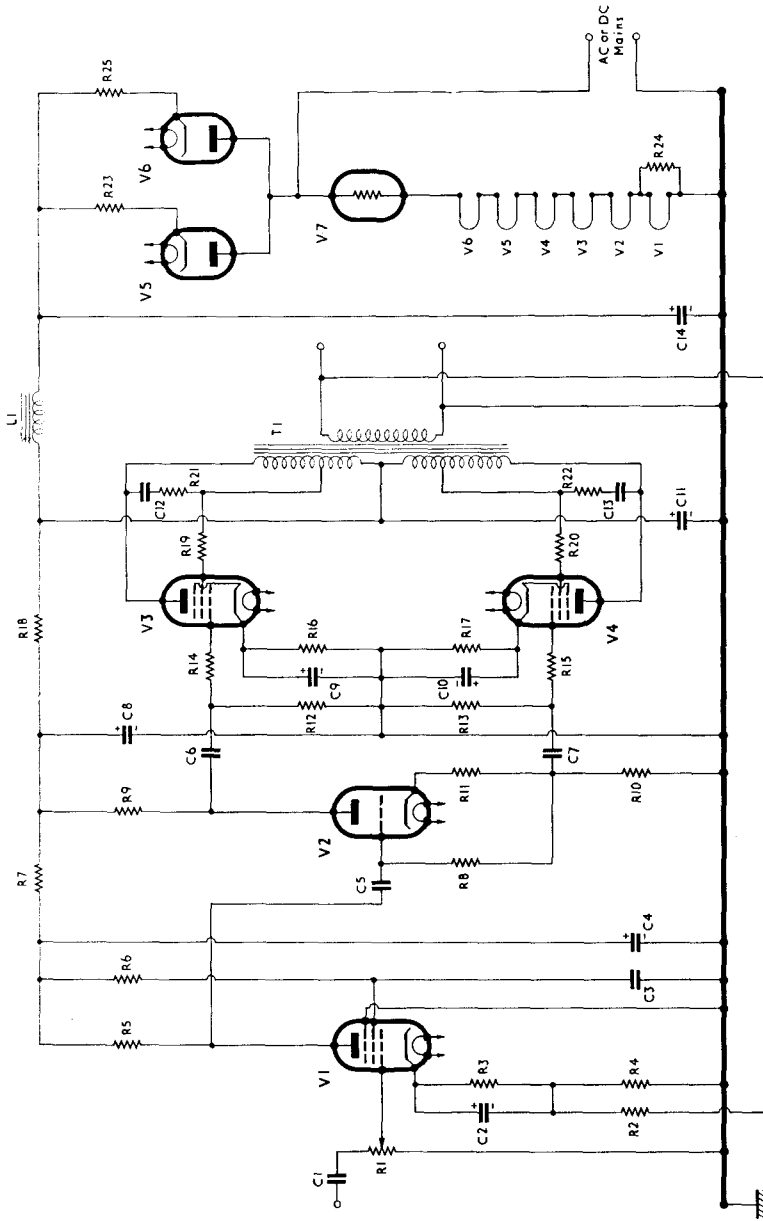 R25
R23
V6
V5
AC or DC
Mains
V7
R24
V6
V5
V4
V3
V2
V1
C14
L1
T1
C12
R21
R22
C13
C11
R19
R20
R18
V3
V4
R14
R16
R17
R15
C9
C10
R12
R13
C8
C6
C7
R9
V2
R11
R10
R7
C5
R8
C4
R6
R5
C3
V1
R3
R4
C2
R2
C1
R1